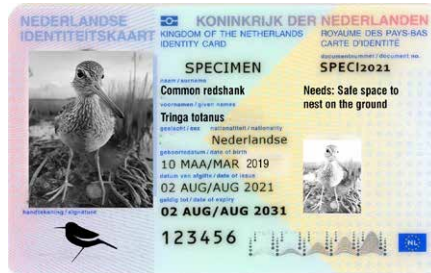 NEDERLANDSE
IDENTITEITSKAART
KONINKRIJK DER NEDERLANDEN
KINGDOM OF THE NETHERLANDS
IDENTITY CARD
ROYAUME DES PAYS-BAS
CARTE D'IDENTITÉ
documentnummer / document no.
SPECIMEN
SPECI2021
naam / surname
Common redshank
Needs: Safe space to
nest on the ground
voornamen / given names
Tringa totanus
geslacht / sex nationaliteit / nationality
Nederlandse
geboortedatum / date of birth
10 MAA/MAR 2019
datum van afgifte / date of issue
02 AUG/AUG 2021
geldig tot / date of expiry
02 AUG/AUG 2031
handtekening / signature
123456
NL